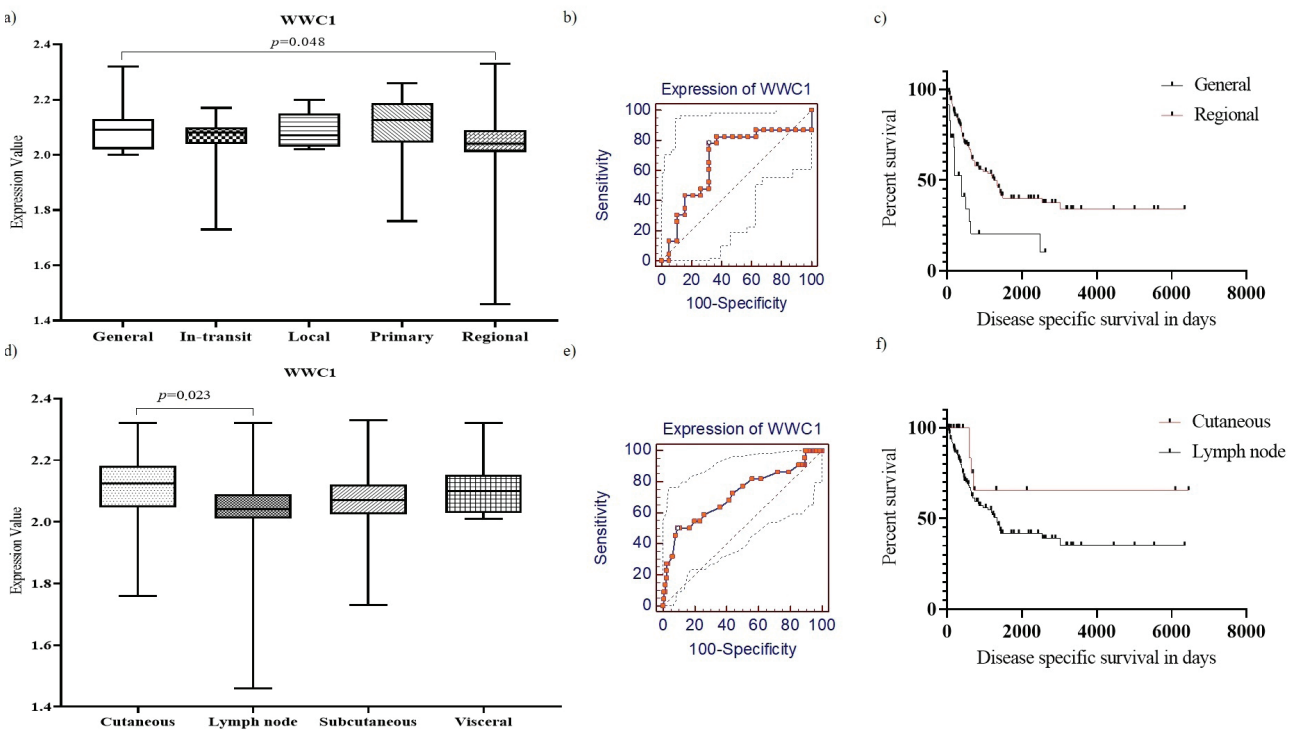 a)
WWC1
p=0.048
Expression Value
2.4
2.2
2.0
1.8
1.6
1.4
General In-transit Local Primary Regional
b)
Expression of WWC1
Sensitivity
100
80
60
40
20
0
0 20 40 60 80 100
100-Specificity
c)
General
Regional
Percent survival
100
50
0
0 2000 4000 6000 8000
Disease specific survival in days
d)
WWC1
p=0.023
Expression Value
2.4
2.2
2.0
1.8
1.6
1.4
Cutaneous Lymph node Subcutaneous Visceral
e)
Expression of WWC1
Sensitivity
100
80
60
40
20
0
0 20 40 60 80 100
100-Specificity
f)
Cutaneous
Lymph node
Percent survival
100
50
0
0 2000 4000 6000 8000
Disease specific survival in days